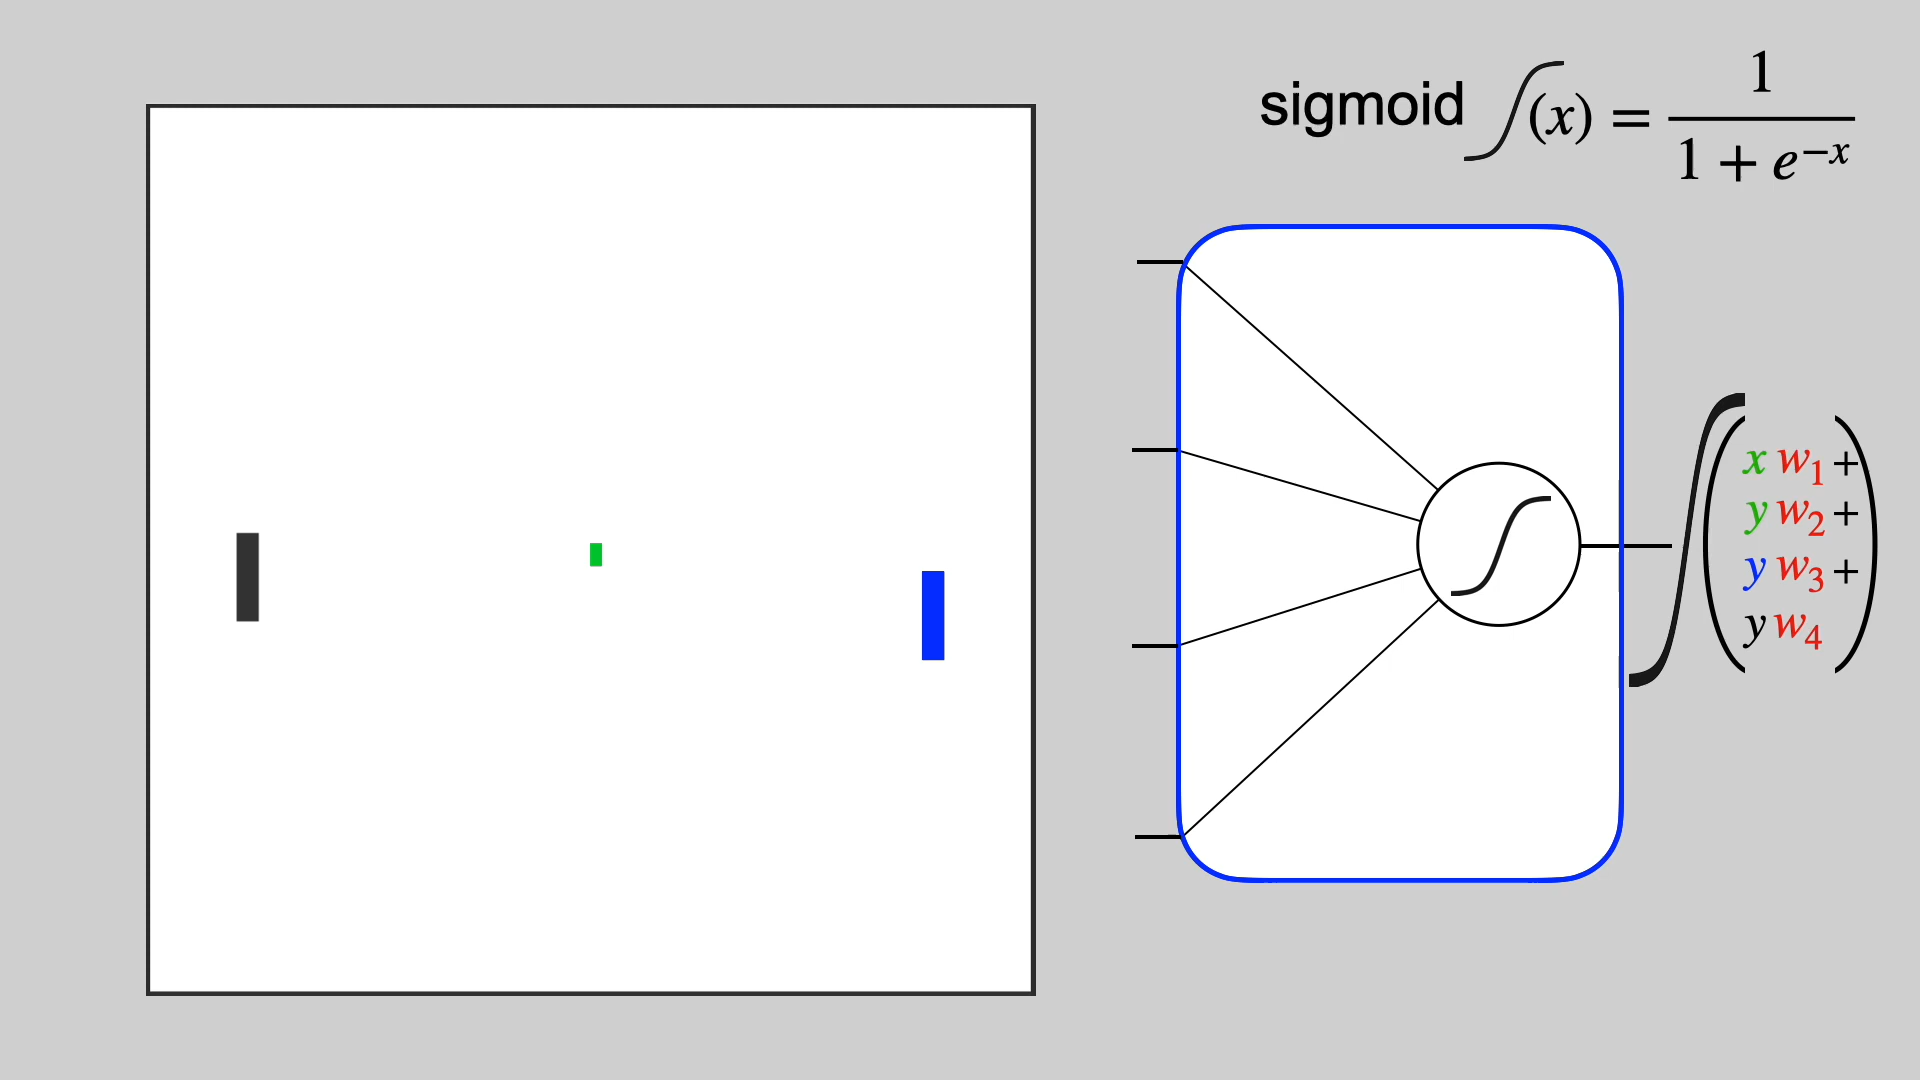 sigmoid ∫(x) = 1 / (1 + e^{-x})
x w₁ +
y w₂ +
y w₃ +
y w₄